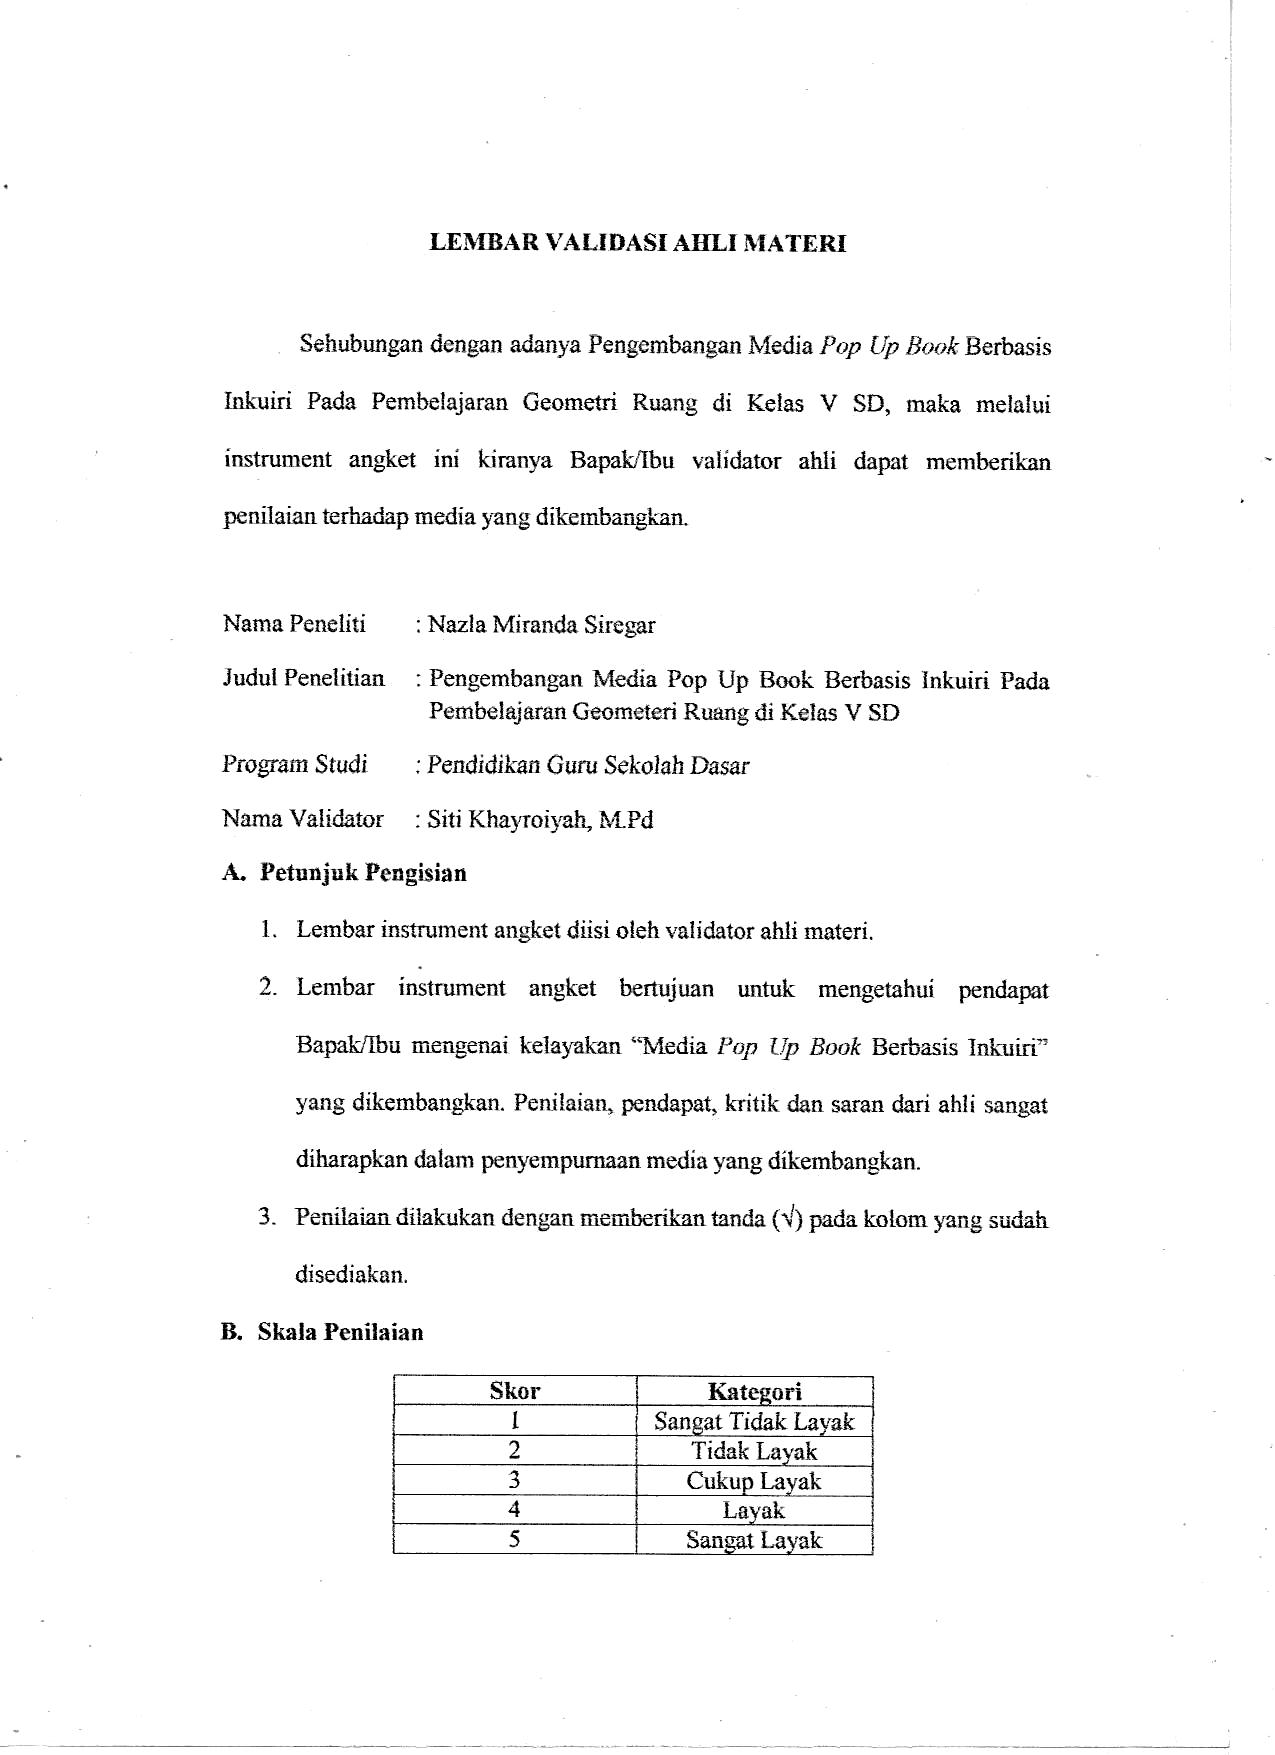 LEMBAR VALIDASI AHLI MATERI
Sehubungan dengan adanya Pengembangan Media Pop Up Book Berbasis
Inkuiri Pada Pembelajaran Geometri Ruang di Kelas V SD, maka melalui
instrument angket ini kiranya Bapak/Ibu validator ahli dapat memberikan
penilaian terhadap media yang dikembangkan.
Nama Peneliti : Nazla Miranda Siregar
Judul Penelitian : Pengembangan Media Pop Up Book Berbasis Inkuiri Pada
Pembelajaran Geometeri Ruang di Kelas V SD
Program Studi : Pendidikan Guru Sekolah Dasar
Nama Validator : Siti Khayroiyah, M.Pd
A. Petunjuk Pengisian
1. Lembar instrument angket diisi oleh validator ahli materi.
2. Lembar instrument angket bertujuan untuk mengetahui pendapat
Bapak/Ibu mengenai kelayakan “Media Pop Up Book Berbasis Inkuiri”
yang dikembangkan. Penilaian, pendapat, kritik dan saran dari ahli sangat
diharapkan dalam penyempurnaan media yang dikembangkan.
3. Penilaian dilakukan dengan memberikan tanda (√) pada kolom yang sudah
disediakan.
B. Skala Penilaian
Skor Kategori
1 Sangat Tidak Layak
2 Tidak Layak
3 Cukup Layak
4 Layak
5 Sangat Layak